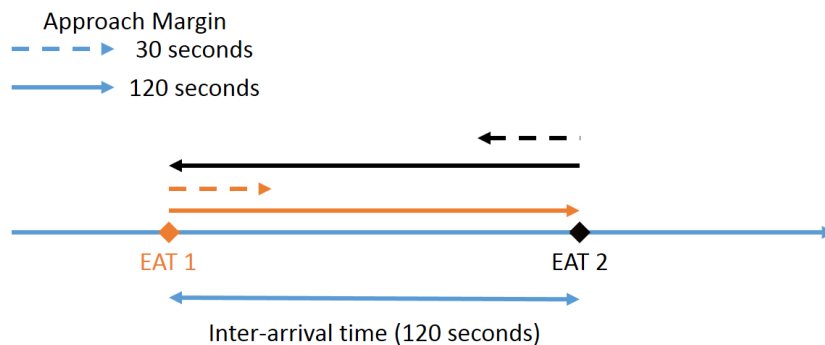 Approach Margin
30 seconds
120 seconds
EAT 1
EAT 2
Inter-arrival time (120 seconds)